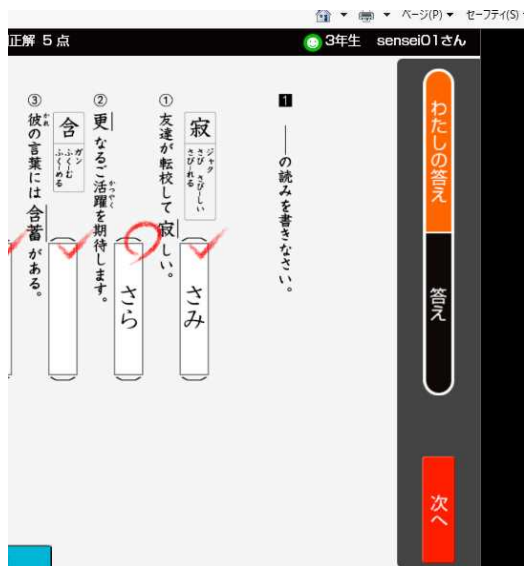 ページ(P)
セーフティ(S)
正解 5 点
3年生 sensei01さん
わたしの答え
答え
次へ
1 ――の読みを書きなさい。
寂
ジャク
さび さびーしい
さびーれる
① 友達が転校して寂しい。
さみ
② 更なるご活躍を期待します。
かつやく
さら
含
ガン
ふくーむ
ふくーめる
③ 彼の言葉には含蓄がある。
かれ